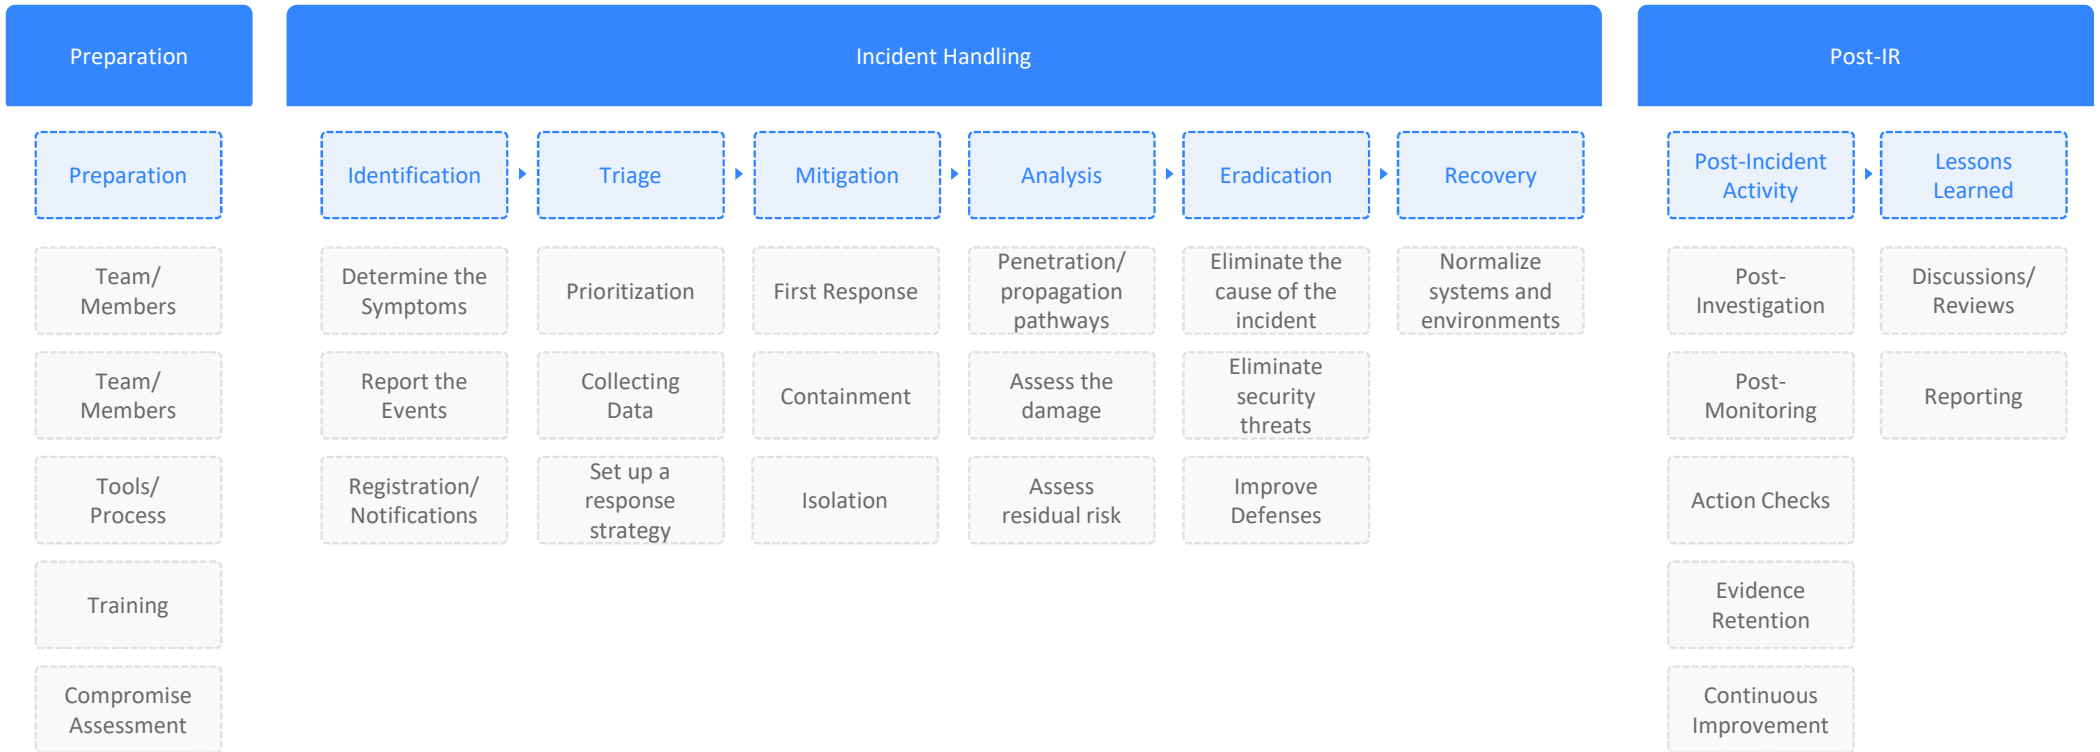 Preparation
Incident Handling
Post-IR
Preparation
Identification
Triage
Mitigation
Analysis
Eradication
Recovery
Post-Incident
Activity
Lessons
Learned
Team/
Members
Team/
Members
Tools/
Process
Training
Compromise
Assessment
Determine the
Symptoms
Report the
Events
Registration/
Notifications
Prioritization
Collecting
Data
Set up a
response
strategy
First Response
Containment
Isolation
Penetration/
propagation
pathways
Assess the
damage
Assess
residual risk
Eliminate the
cause of the
incident
Eliminate
security
threats
Improve
Defenses
Normalize
systems and
environments
Post-
Investigation
Post-
Monitoring
Action Checks
Evidence
Retention
Continuous
Improvement
Discussions/
Reviews
Reporting